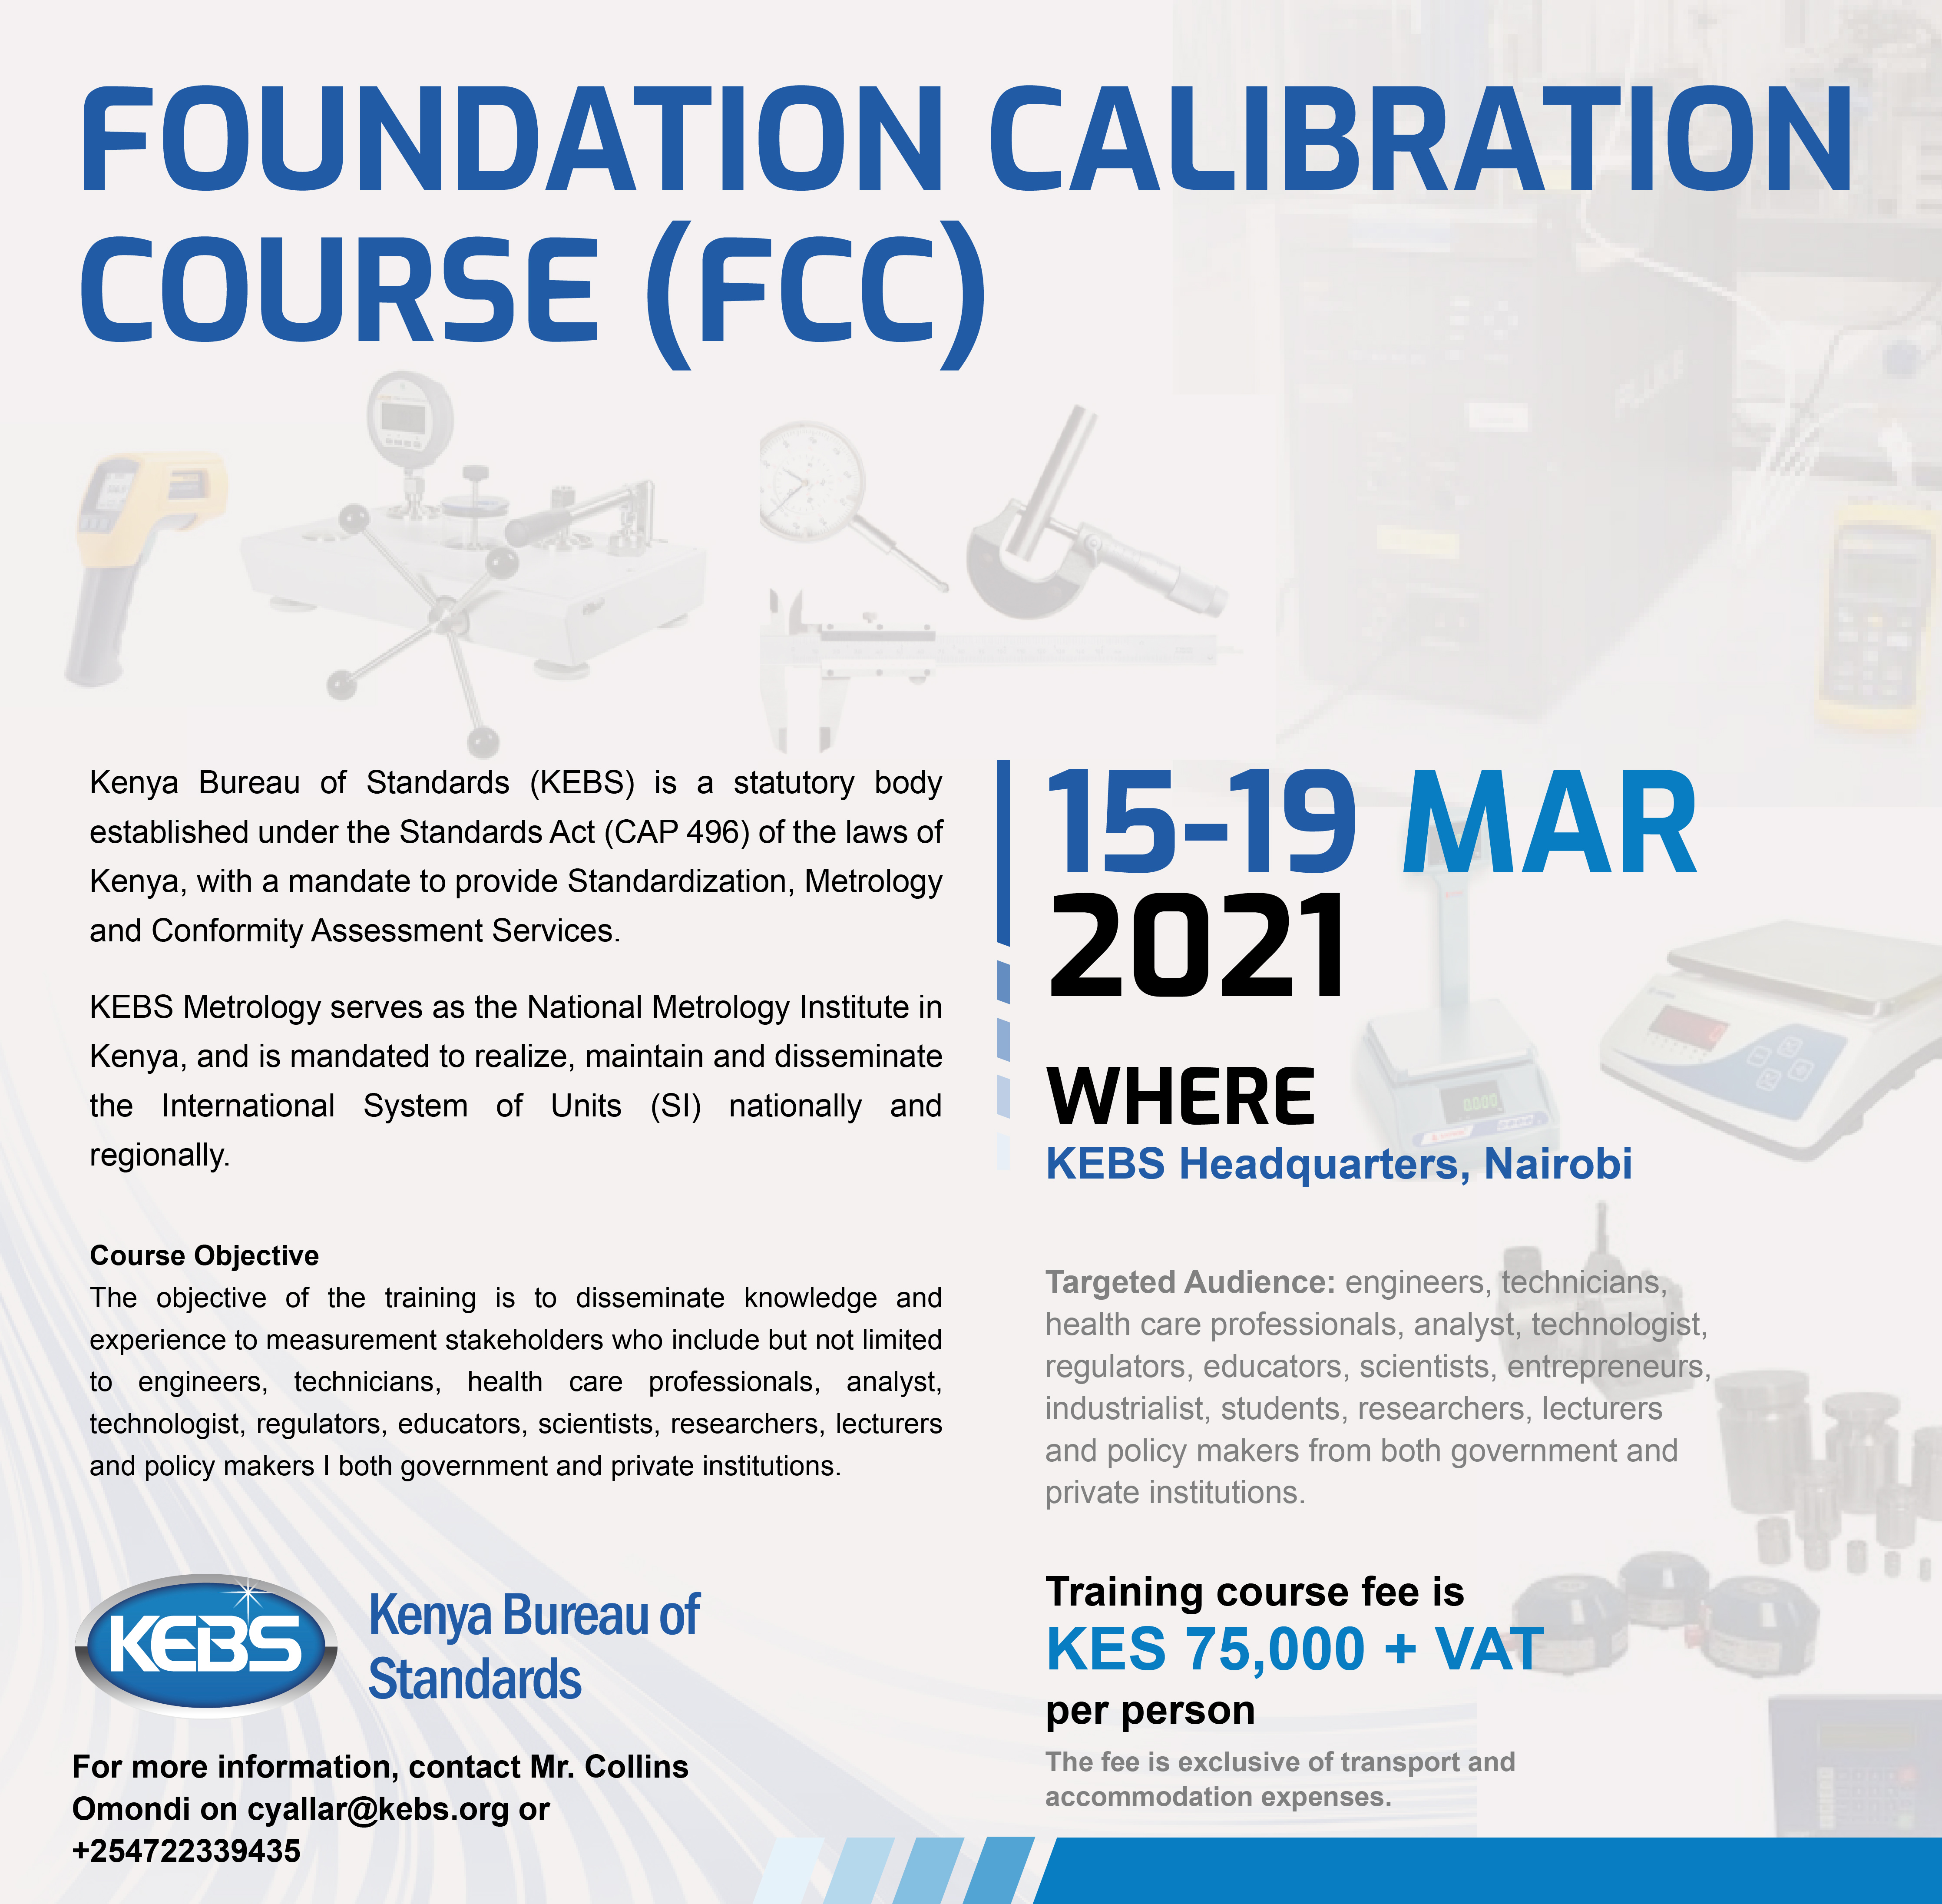 FOUNDATION CALIBRATION
COURSE (FCC)
FLUKE
Kenya Bureau of Standards (KEBS) is a statutory body
established under the Standards Act (CAP 496) of the laws of
Kenya, with a mandate to provide Standardization, Metrology
and Conformity Assessment Services.
KEBS Metrology serves as the National Metrology Institute in
Kenya, and is mandated to realize, maintain and disseminate
the International System of Units (SI) nationally and
regionally.
Course Objective
The objective of the training is to disseminate knowledge and
experience to measurement stakeholders who include but not limited
to engineers, technicians, health care professionals, analyst,
technologist, regulators, educators, scientists, researchers, lecturers
and policy makers I both government and private institutions.
KEBS
Kenya Bureau of
Standards
For more information, contact Mr. Collins
Omondi on cyallar@kebs.org or
+254722339435
15-19 MAR
2021
WHERE
KEBS Headquarters, Nairobi
0.000
Targeted Audience: engineers, technicians,
health care professionals, analyst, technologist,
regulators, educators, scientists, entrepreneurs,
industrialist, students, researchers, lecturers
and policy makers from both government and
private institutions.
Training course fee is
KES 75,000 + VAT
per person
The fee is exclusive of transport and
accommodation expenses.